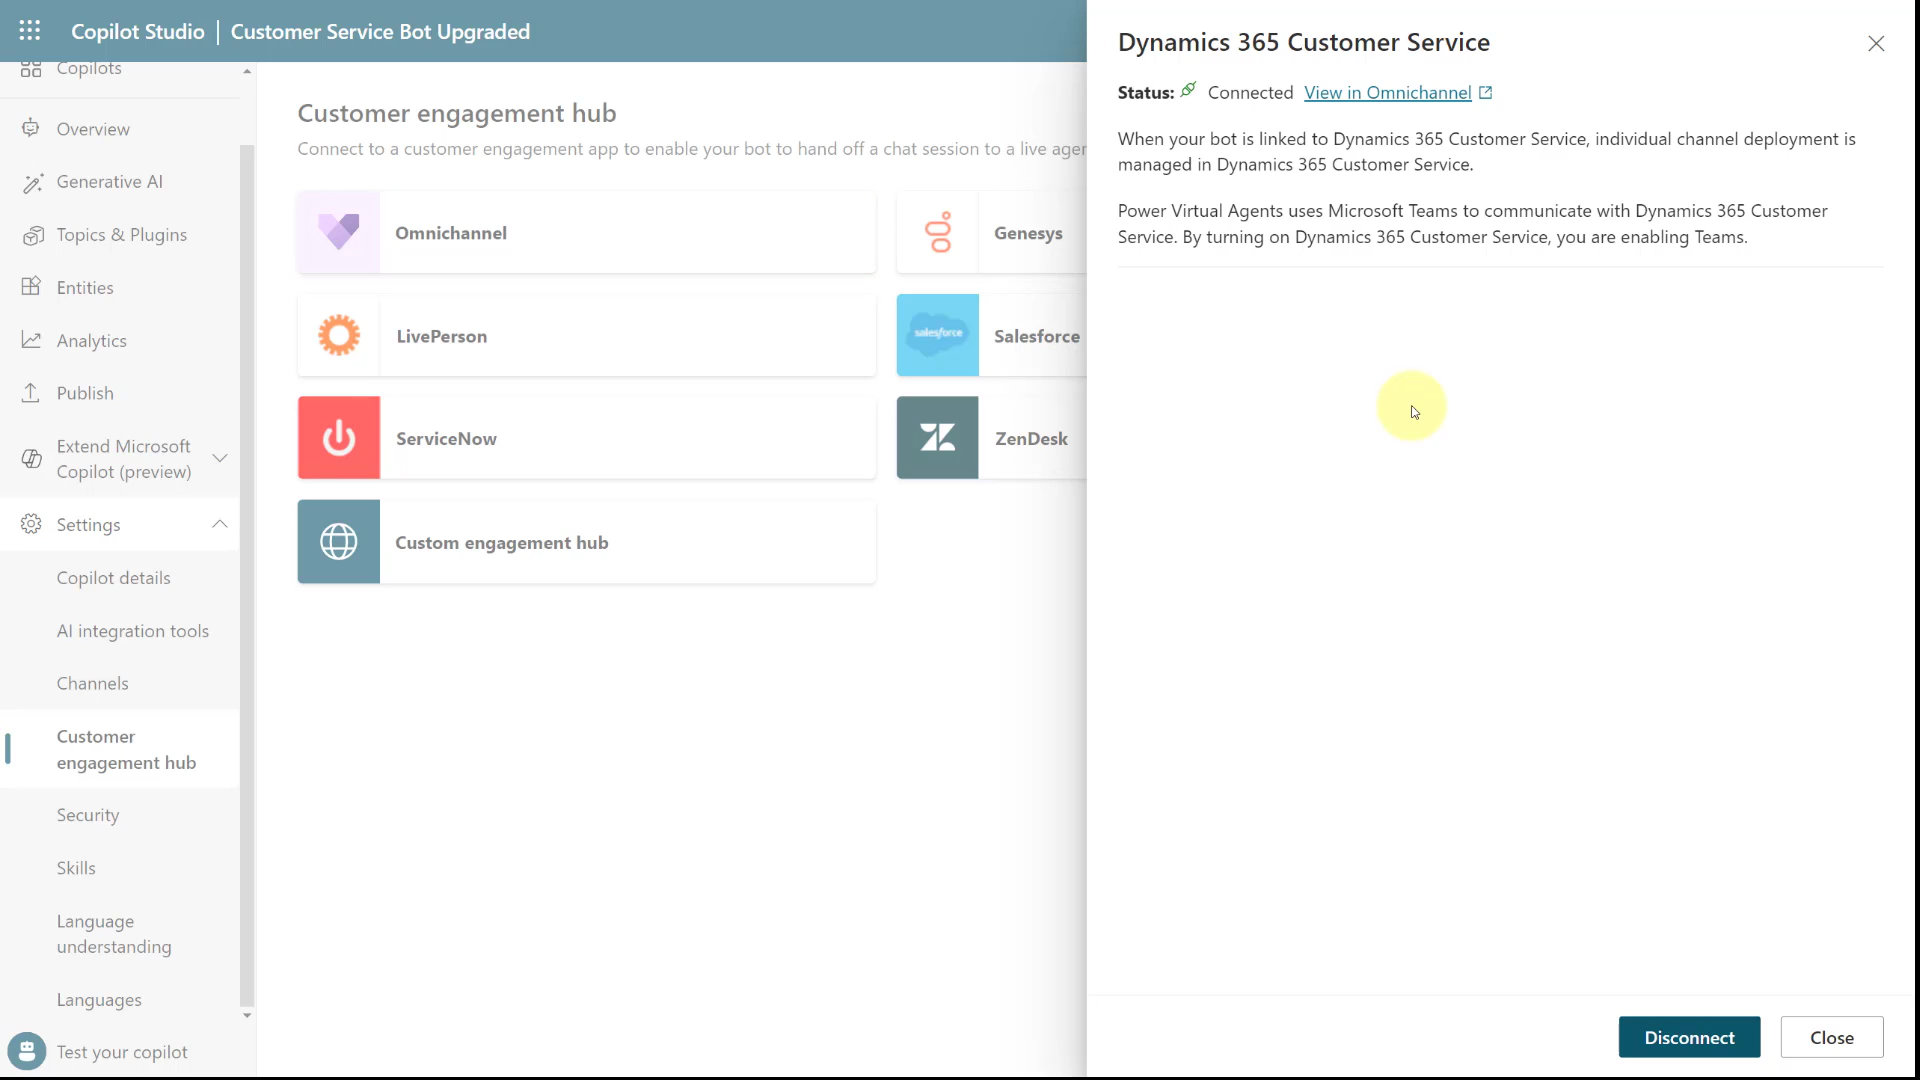 Copilot Studio | Customer Service Bot Upgraded
Copilots
Overview
Generative AI
Topics & Plugins
Entities
Analytics
Publish
Extend Microsoft
Copilot (preview)
Settings
Copilot details
AI integration tools
Channels
Customer
engagement hub
Security
Skills
Language
understanding
Languages
Test your copilot
Customer engagement hub
Connect to a customer engagement app to enable your bot to hand off a chat session to a live
Omnichannel
Genesys
LivePerson
salesforce
Salesforce
ServiceNow
ZenDesk
Custom engagement hub
Dynamics 365 Customer Service
Status: Connected View in Omnichannel
When your bot is linked to Dynamics 365 Customer Service, individual channel deployment is
managed in Dynamics 365 Customer Service.
Power Virtual Agents uses Microsoft Teams to communicate with Dynamics 365 Customer
Service. By turning on Dynamics 365 Customer Service, you are enabling Teams.
Disconnect
Close